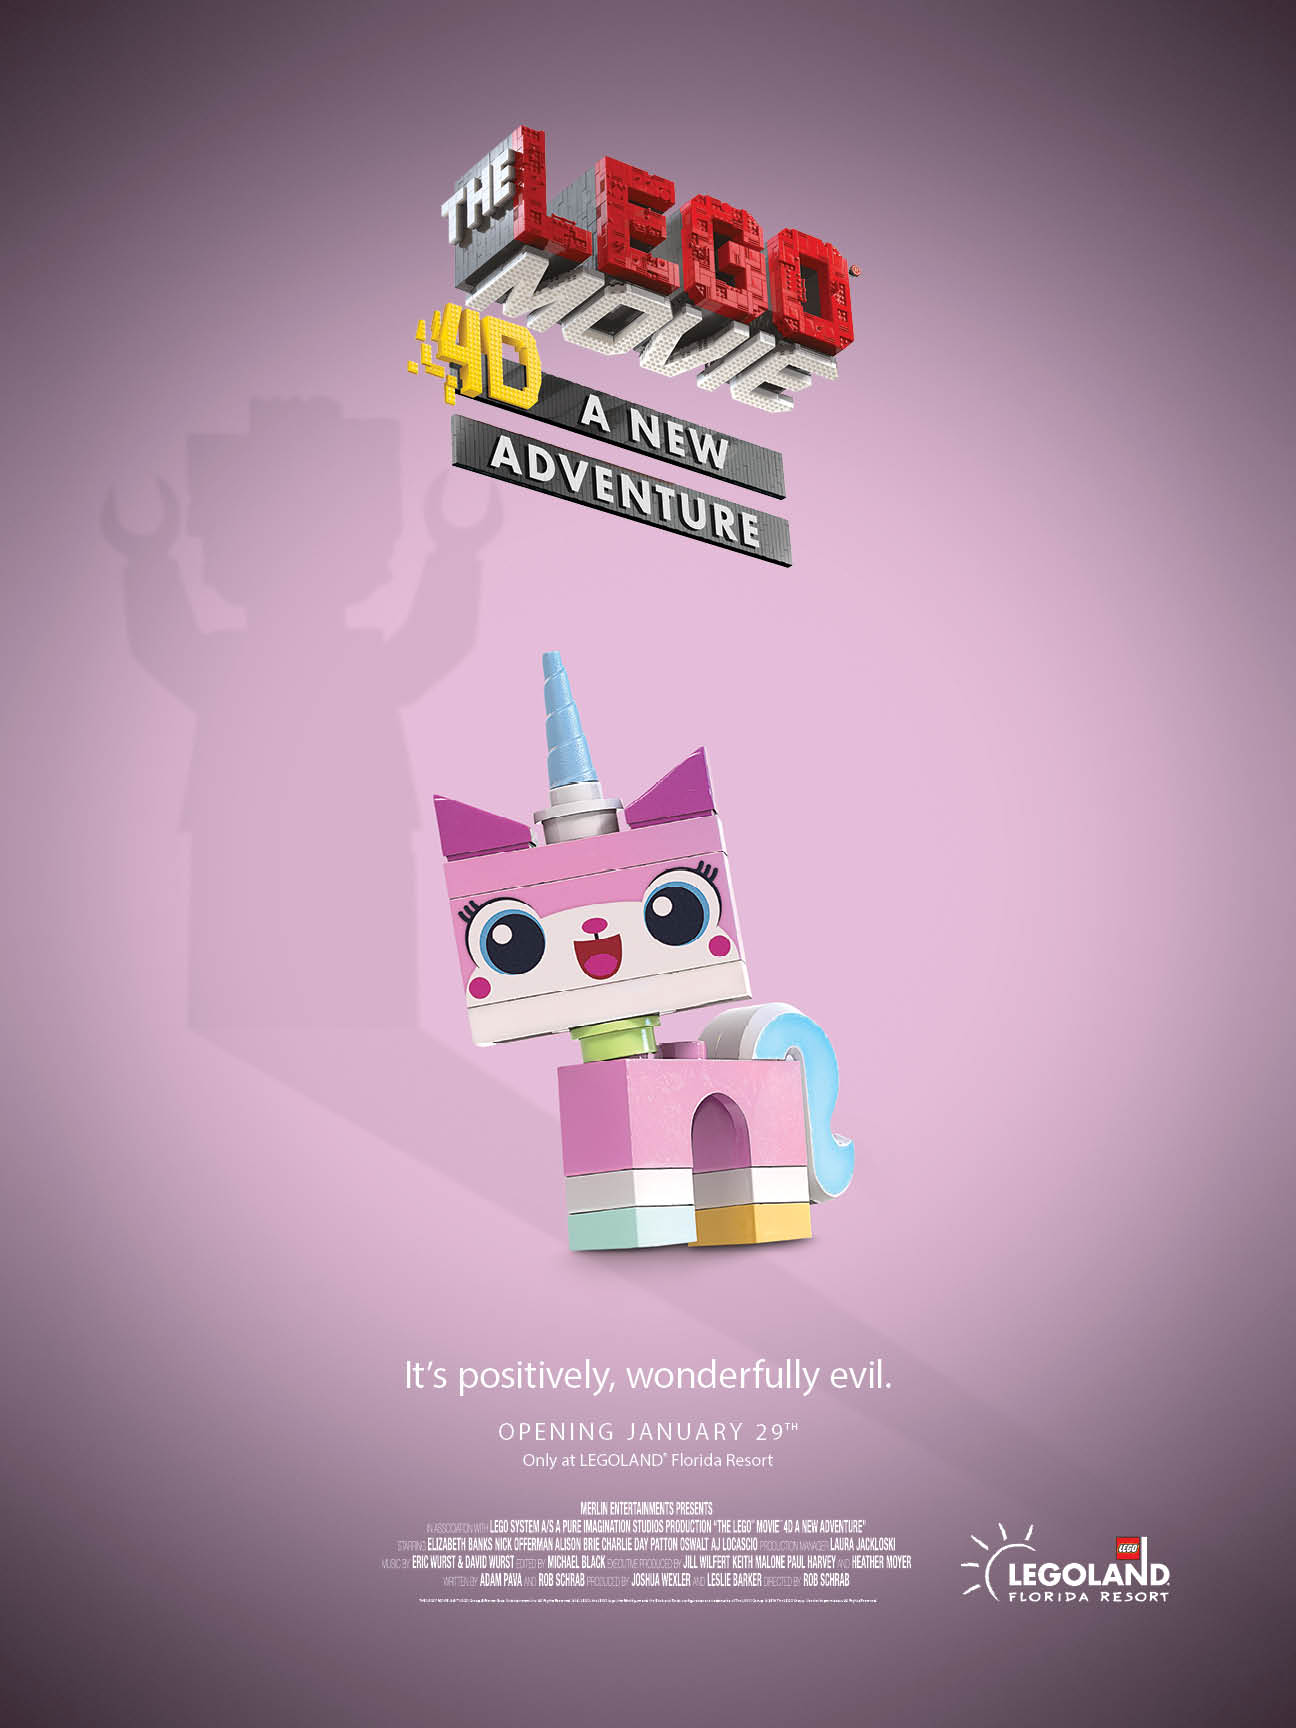 THE LEGO®
MOVIE
4D A NEW
ADVENTURE
It's positively, wonderfully evil.
OPENING JANUARY 29TH
Only at LEGOLAND® Florida Resort
MERLIN ENTERTAINMENTS PRESENTS
IN ASSOCIATION WITH LEGO SYSTEM A/S A PURE IMAGINATION STUDIOS PRODUCTION "THE LEGO® MOVIE™ 4D A NEW ADVENTURE"
STARRING ELIZABETH BANKS NICK OFFERMAN ALISON BRIE CHARLIE DAY PATTON OSWALT AJ LOCASCIO PRODUCTION MANAGER LAURA JACKLOSKI
MUSIC BY ERIC WURST & DAVID WURST EDITED BY MICHAEL BLACK EXECUTIVE PRODUCED BY JILL WILFERT KEITH MALONE PAUL HARVEY AND HEATHER MOYER
WRITTEN BY ADAM PAVA AND ROB SCHRAB PRODUCED BY JOSHUA WEXLER AND LESLIE BARKER DIRECTED BY ROB SCHRAB
LEGO
LEGOLAND
FLORIDA RESORT